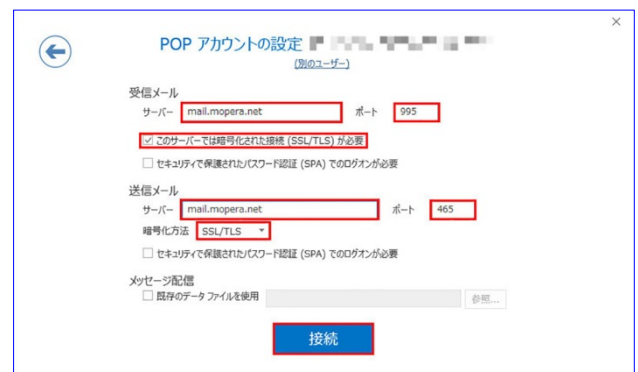 POP アカウントの設定
(別のユーザー)
受信メール
サーバー mail.mopera.net ポート 995
このサーバーでは暗号化された接続 (SSL/TLS) が必要
セキュリティで保護されたパスワード認証 (SPA) でのログオンが必要
送信メール
サーバー mail.mopera.net ポート 465
暗号化方法 SSL/TLS
セキュリティで保護されたパスワード認証 (SPA) でのログオンが必要
メッセージ配信
既存のデータ ファイルを使用 参照...
接続